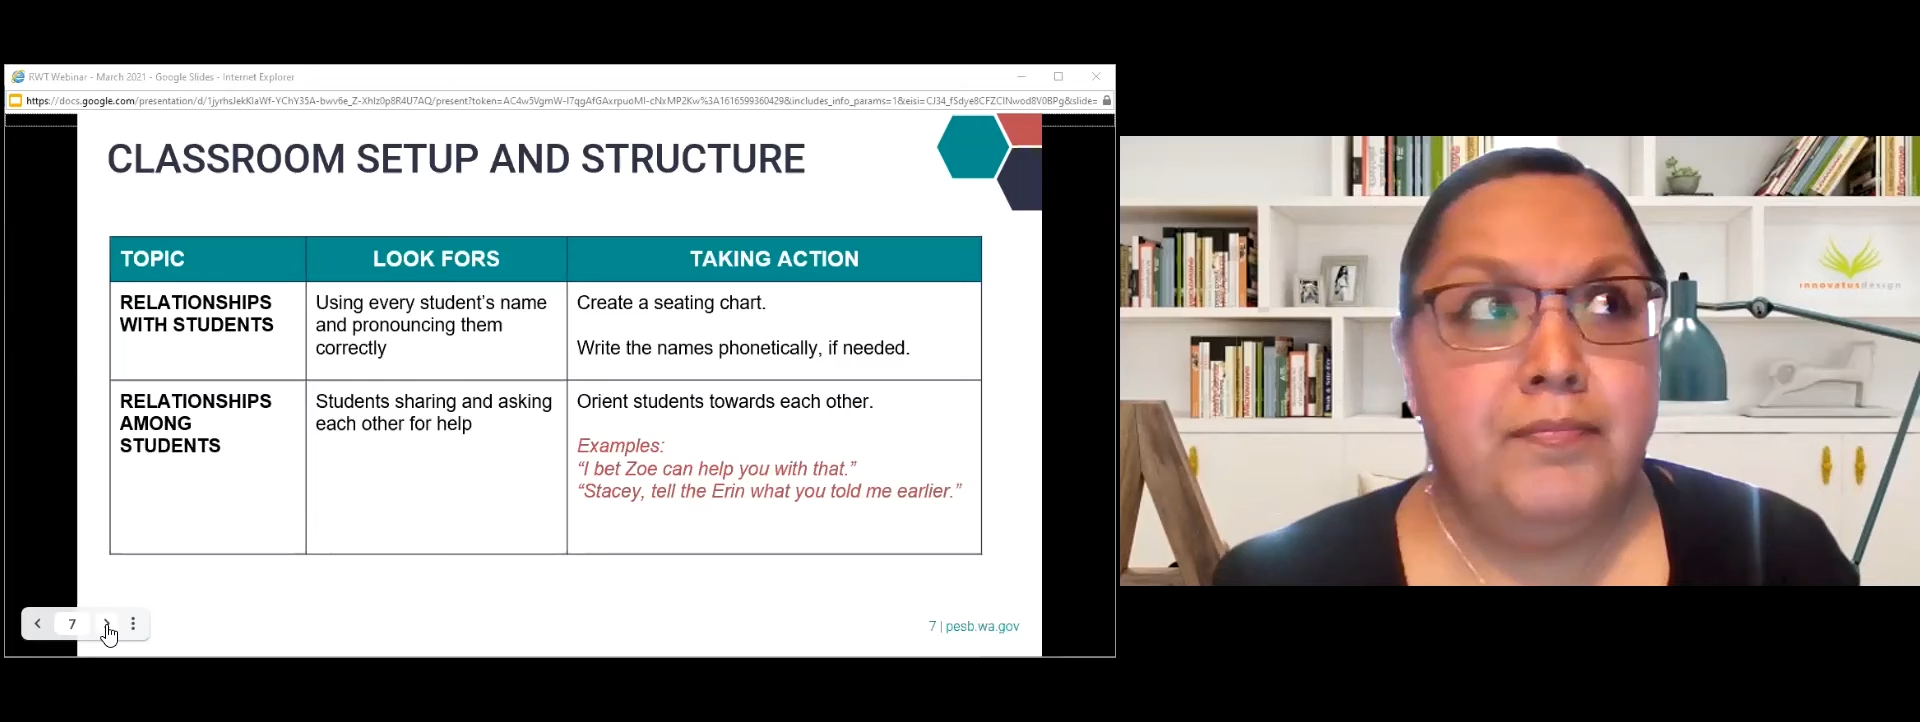 RWT Webinar - March 2021 - Google Slides - Internet Explorer
CLASSROOM SETUP AND STRUCTURE
TOPIC
LOOK FORS
TAKING ACTION
RELATIONSHIPS
WITH STUDENTS
Using every student's name
and pronouncing them
correctly
Create a seating chart.
Write the names phonetically, if needed.
RELATIONSHIPS
AMONG
STUDENTS
Students sharing and asking
each other for help
Orient students towards each other.
Examples:
“I bet Zoe can help you with that.”
“Stacey, tell the Erin what you told me earlier.”
7
7 | pesb.wa.gov
innovatusdesign